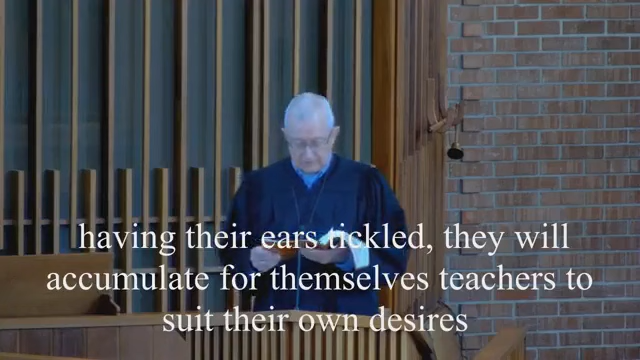 having their ears tickled, they will
accumulate for themselves teachers to
suit their own desires